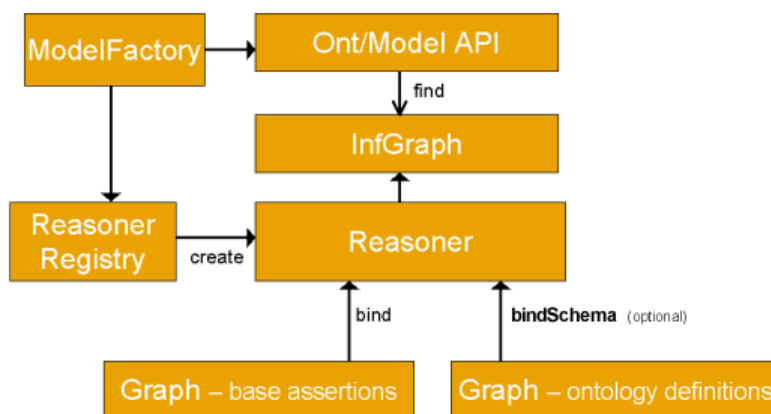 ModelFactory
Ont/Model API
find
InfGraph
Reasoner
Registry
create
Reasoner
bind
bindSchema (optional)
Graph – base assertions
Graph – ontology definitions